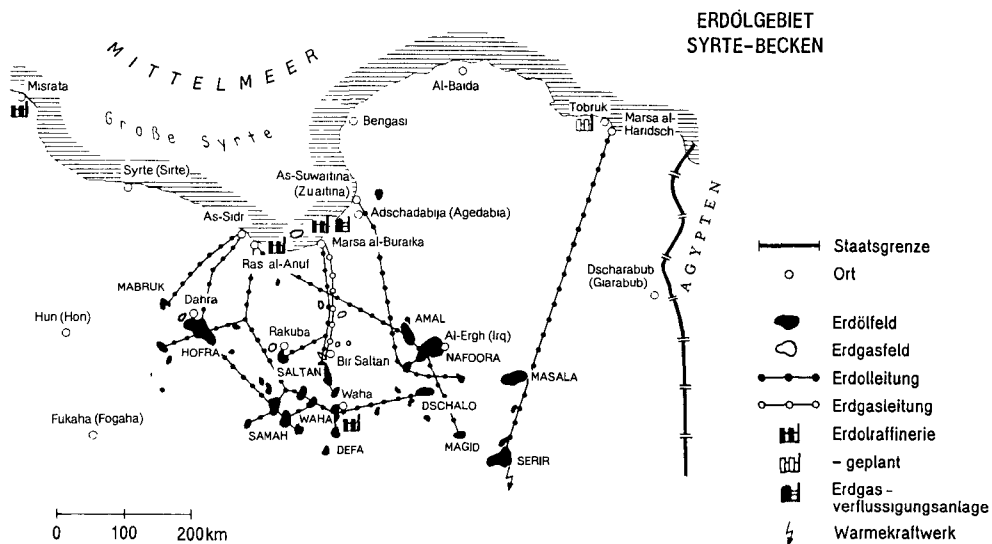 ERDÖLGEBIET
SYRTE-BECKEN
MITTELMEER
Große Syrte
Misrata
Syrte (Sirte)
Al-Baida
Bengasi
Tobruk
Marsa al-
Haridsch
As-Suwaitina
(Zuaitina)
Adschadabija (Agedabia)
As-Sidr
Ras al-Anuf
Marsa al-Buraika
ÄGYPTEN
Dscharabub
(Giarabub)
MABRUK
Dahra
Hun (Hon)
HOFRA
Rakuba
SALTAN
Bir Saltan
AMAL
Al-Ergh (Irq)
NAFOORA
MASALA
Fukaha (Fogaha)
Waha
WAHA
SAMAH
DEFA
DSCHALO
MAGID
SERIR
0 100 200km
Staatsgrenze
Ort
Erdölfeld
Erdgasfeld
Erdolleitung
Erdgasleitung
Erdolraffinerie
- geplant
Erdgas-
verflussigungsanlage
Warmekraftwerk